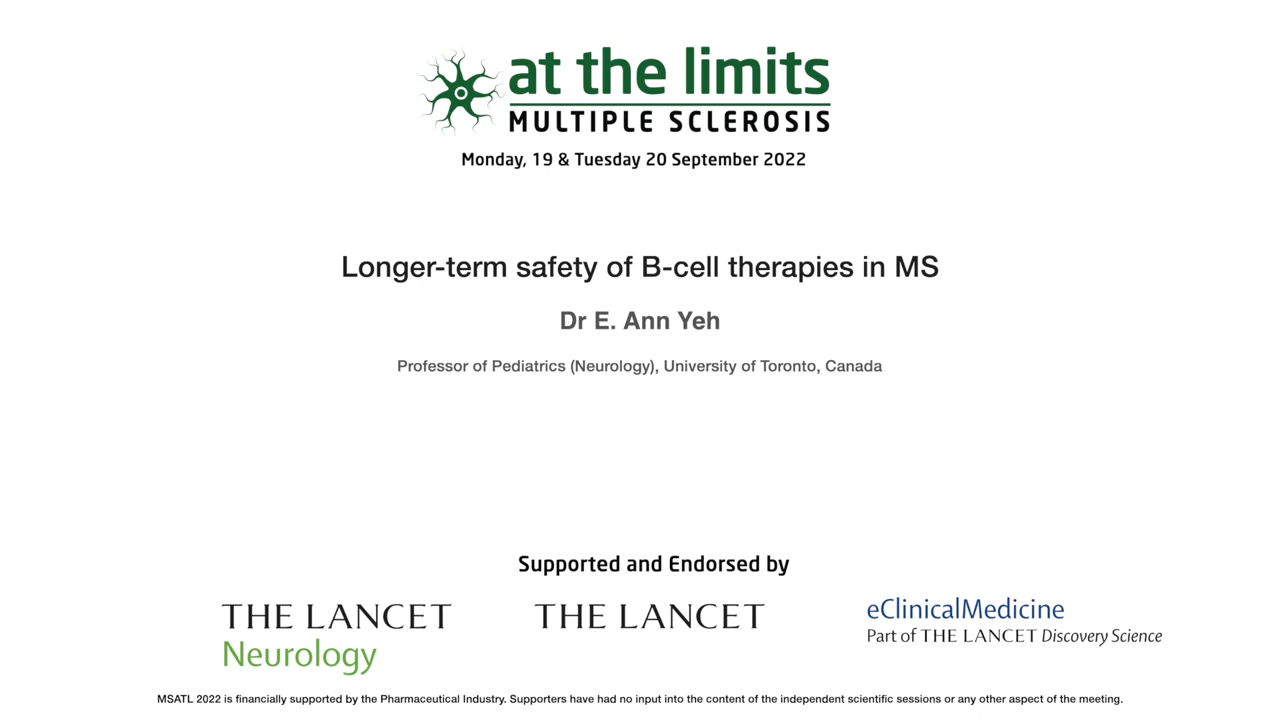 at the limits
MULTIPLE SCLEROSIS
Monday, 19 & Tuesday 20 September 2022
Longer-term safety of B-cell therapies in MS
Dr E. Ann Yeh
Professor of Pediatrics (Neurology), University of Toronto, Canada
Supported and Endorsed by
THE LANCET
Neurology
THE LANCET
eClinicalMedicine
Part of THE LANCET Discovery Science
MSATL 2022 is financially supported by the Pharmaceutical Industry. Supporters have had no input into the content of the independent scientific sessions or any other aspect of the meeting.